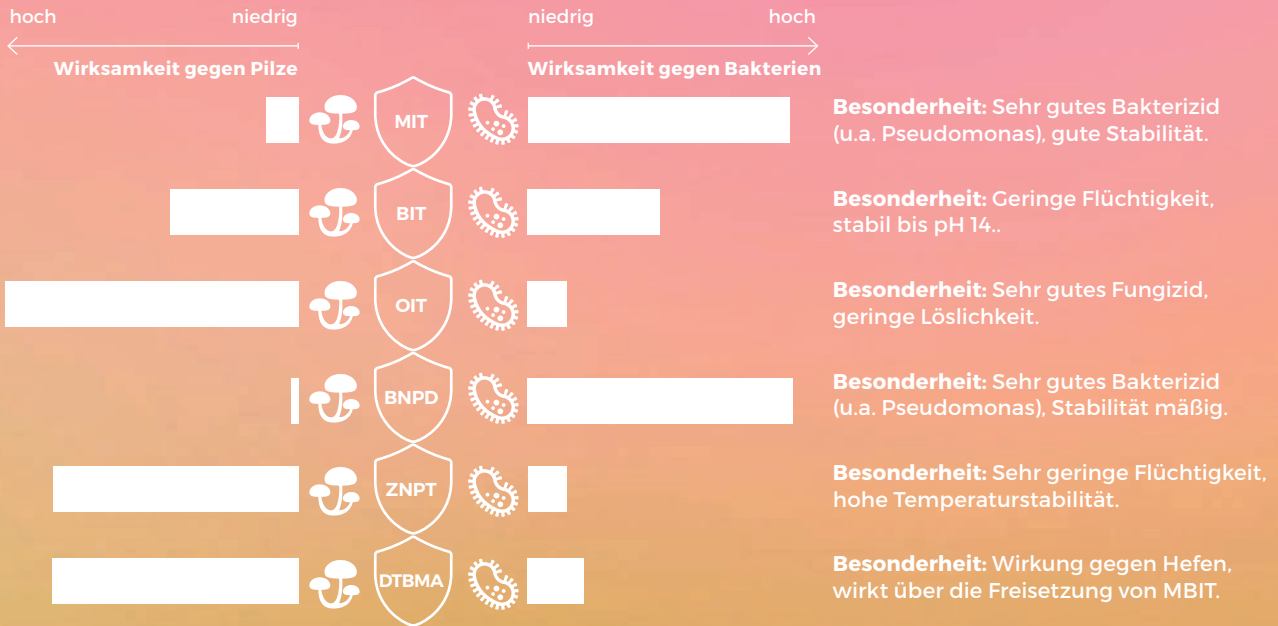 hoch niedrig niedrig hoch
Wirksamkeit gegen Pilze Wirksamkeit gegen Bakterien
MIT
Besonderheit: Sehr gutes Bakterizid
(u.a. Pseudomonas), gute Stabilität.
BIT
Besonderheit: Geringe Flüchtigkeit,
stabil bis pH 14..
OIT
Besonderheit: Sehr gutes Fungizid,
geringe Löslichkeit.
BNPD
Besonderheit: Sehr gutes Bakterizid
(u.a. Pseudomonas), Stabilität mäßig.
ZNPT
Besonderheit: Sehr geringe Flüchtigkeit,
hohe Temperaturstabilität.
DTBMA
Besonderheit: Wirkung gegen Hefen,
wirkt über die Freisetzung von MBIT.